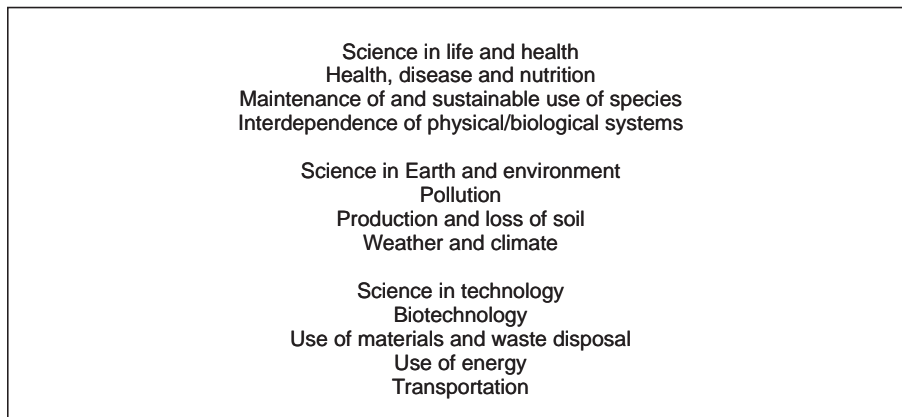 Science in life and health
Health, disease and nutrition
Maintenance of and sustainable use of species
Interdependence of physical/biological systems
Science in Earth and environment
Pollution
Production and loss of soil
Weather and climate
Science in technology
Biotechnology
Use of materials and waste disposal
Use of energy
Transportation